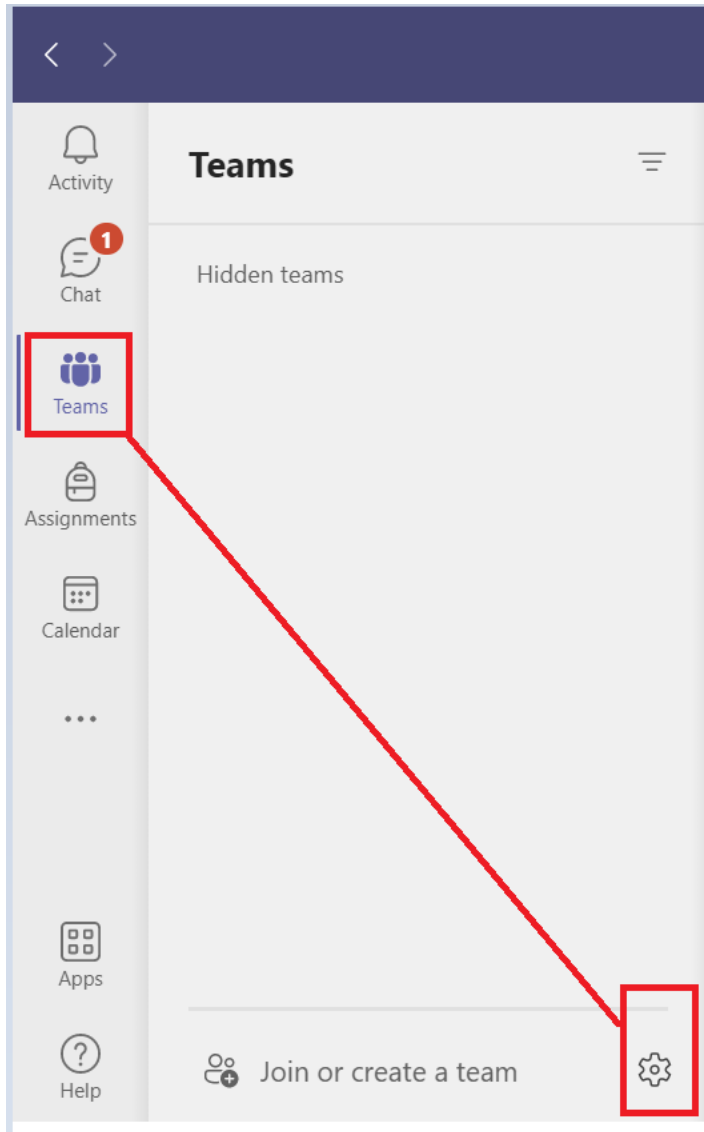 Activity
Teams
1
Chat
Hidden teams
Teams
Assignments
Calendar
Apps
Help
Join or create a team